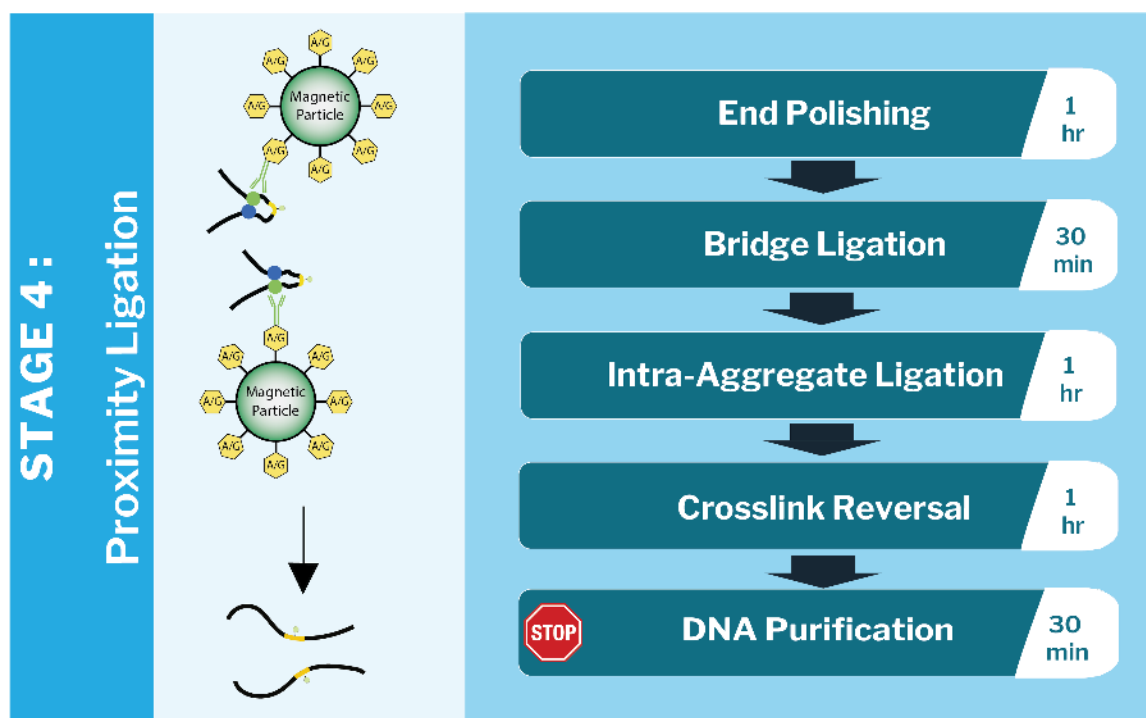 STAGE 4 :
Proximity Ligation
A/G
A/G
A/G
A/G
Magnetic
Particle
A/G
A/G
A/G
A/G
A/G
A/G
A/G
Magnetic
Particle
A/G
A/G
A/G
A/G
A/G
End Polishing
1
hr
Bridge Ligation
30
min
Intra-Aggregate Ligation
1
hr
Crosslink Reversal
1
hr
STOP
DNA Purification
30
min